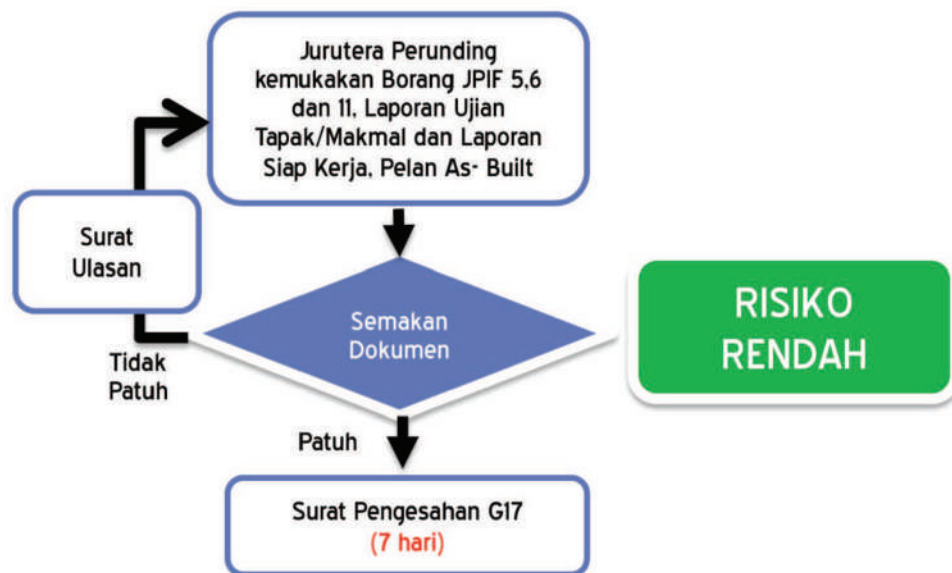 Jurutera Perunding
kemukakan Borang JPIF 5,6
dan 11, Laporan Ujian
Tapak/Makmal dan Laporan
Siap Kerja, Pelan As- Built
Surat
Ulasan
Semakan
Dokumen
RISIKO
RENDAH
Tidak
Patuh
Patuh
Surat Pengesahan G17
(7 hari)